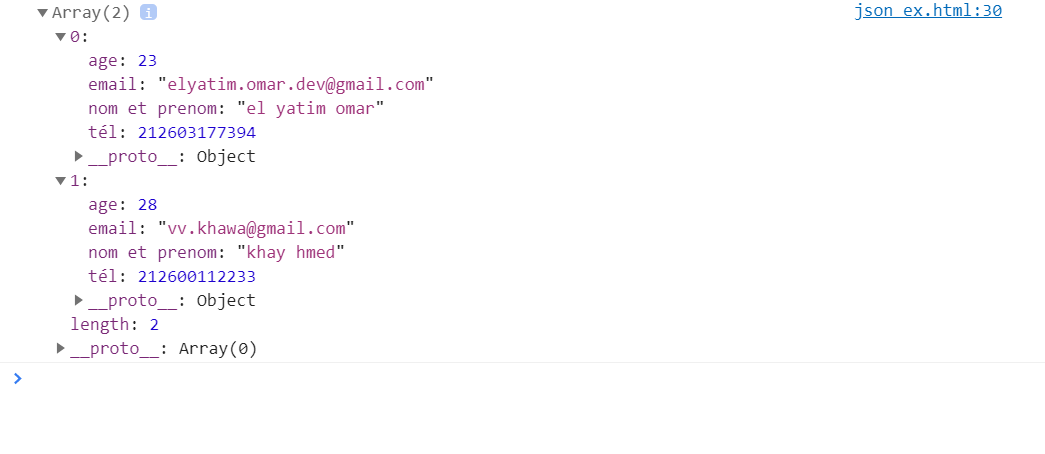 Array(2) i json ex.html:30
0:
age: 23
email: "elyatim.omar.dev@gmail.com"
nom et prenom: "el yatim omar"
tél: 212603177394
__proto__: Object
1:
age: 28
email: "vv.khawa@gmail.com"
nom et prenom: "khay hmed"
tél: 212600112233
__proto__: Object
length: 2
__proto__: Array(0)